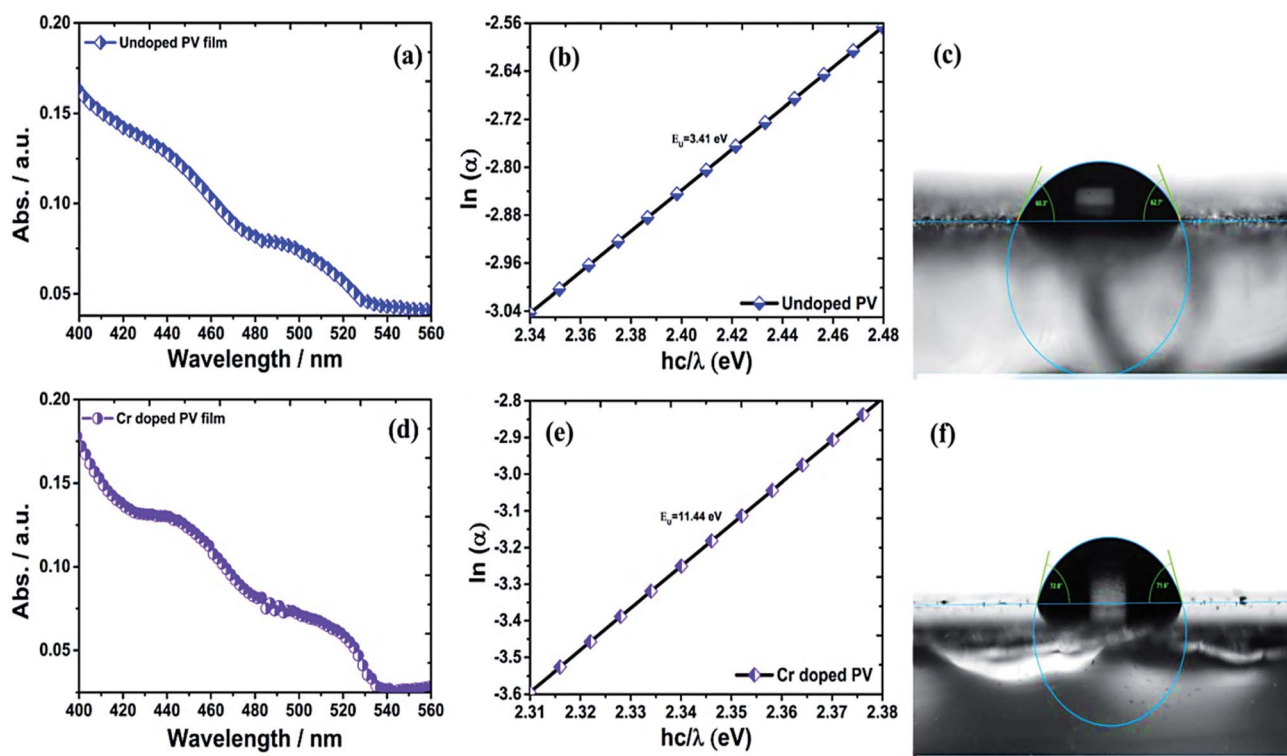 0.20
0.15
0.10
0.05
Abs. / a.u.
Undoped PV film
(a)
400 420 440 460 480 500 520 540 560
Wavelength / nm
-2.56
-2.64
-2.72
-2.80
-2.88
-2.96
-3.04
ln (α)
(b)
Eᵤ=3.41 eV
Undoped PV
2.34 2.36 2.38 2.40 2.42 2.44 2.46 2.48
hc/λ (eV)
(c)
62.7°
0.20
0.15
0.10
0.05
Abs. / a.u.
Cr doped PV film
(d)
400 420 440 460 480 500 520 540 560
Wavelength / nm
-2.8
-2.9
-3.0
-3.1
-3.2
-3.3
-3.4
-3.5
-3.6
ln (α)
(e)
Eᵤ=11.44 eV
Cr doped PV
2.31 2.32 2.33 2.34 2.35 2.36 2.37 2.38
hc/λ (eV)
(f)
72.8°